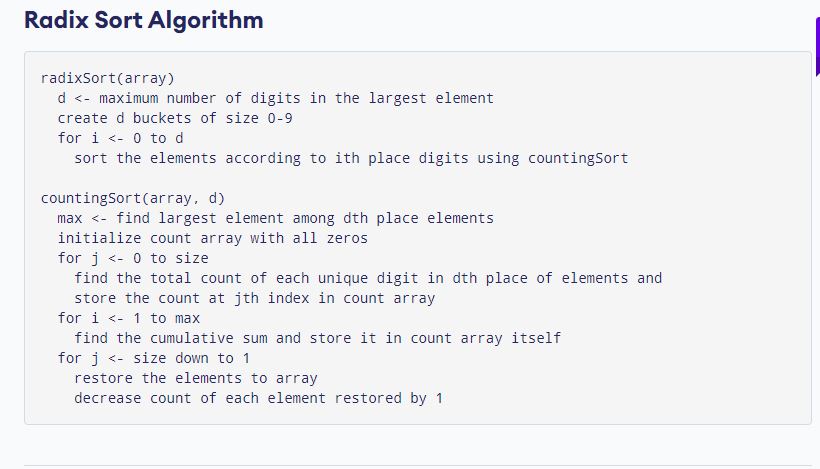 Radix Sort Algorithm
radixSort(array)
d <- maximum number of digits in the largest element
create d buckets of size 0-9
for i <- 0 to d
sort the elements according to ith place digits using countingSort
countingSort(array, d)
max <- find largest element among dth place elements
initialize count array with all zeros
for j <- 0 to size
find the total count of each unique digit in dth place of elements and
store the count at jth index in count array
for i <- 1 to max
find the cumulative sum and store it in count array itself
for j <- size down to 1
restore the elements to array
decrease count of each element restored by 1